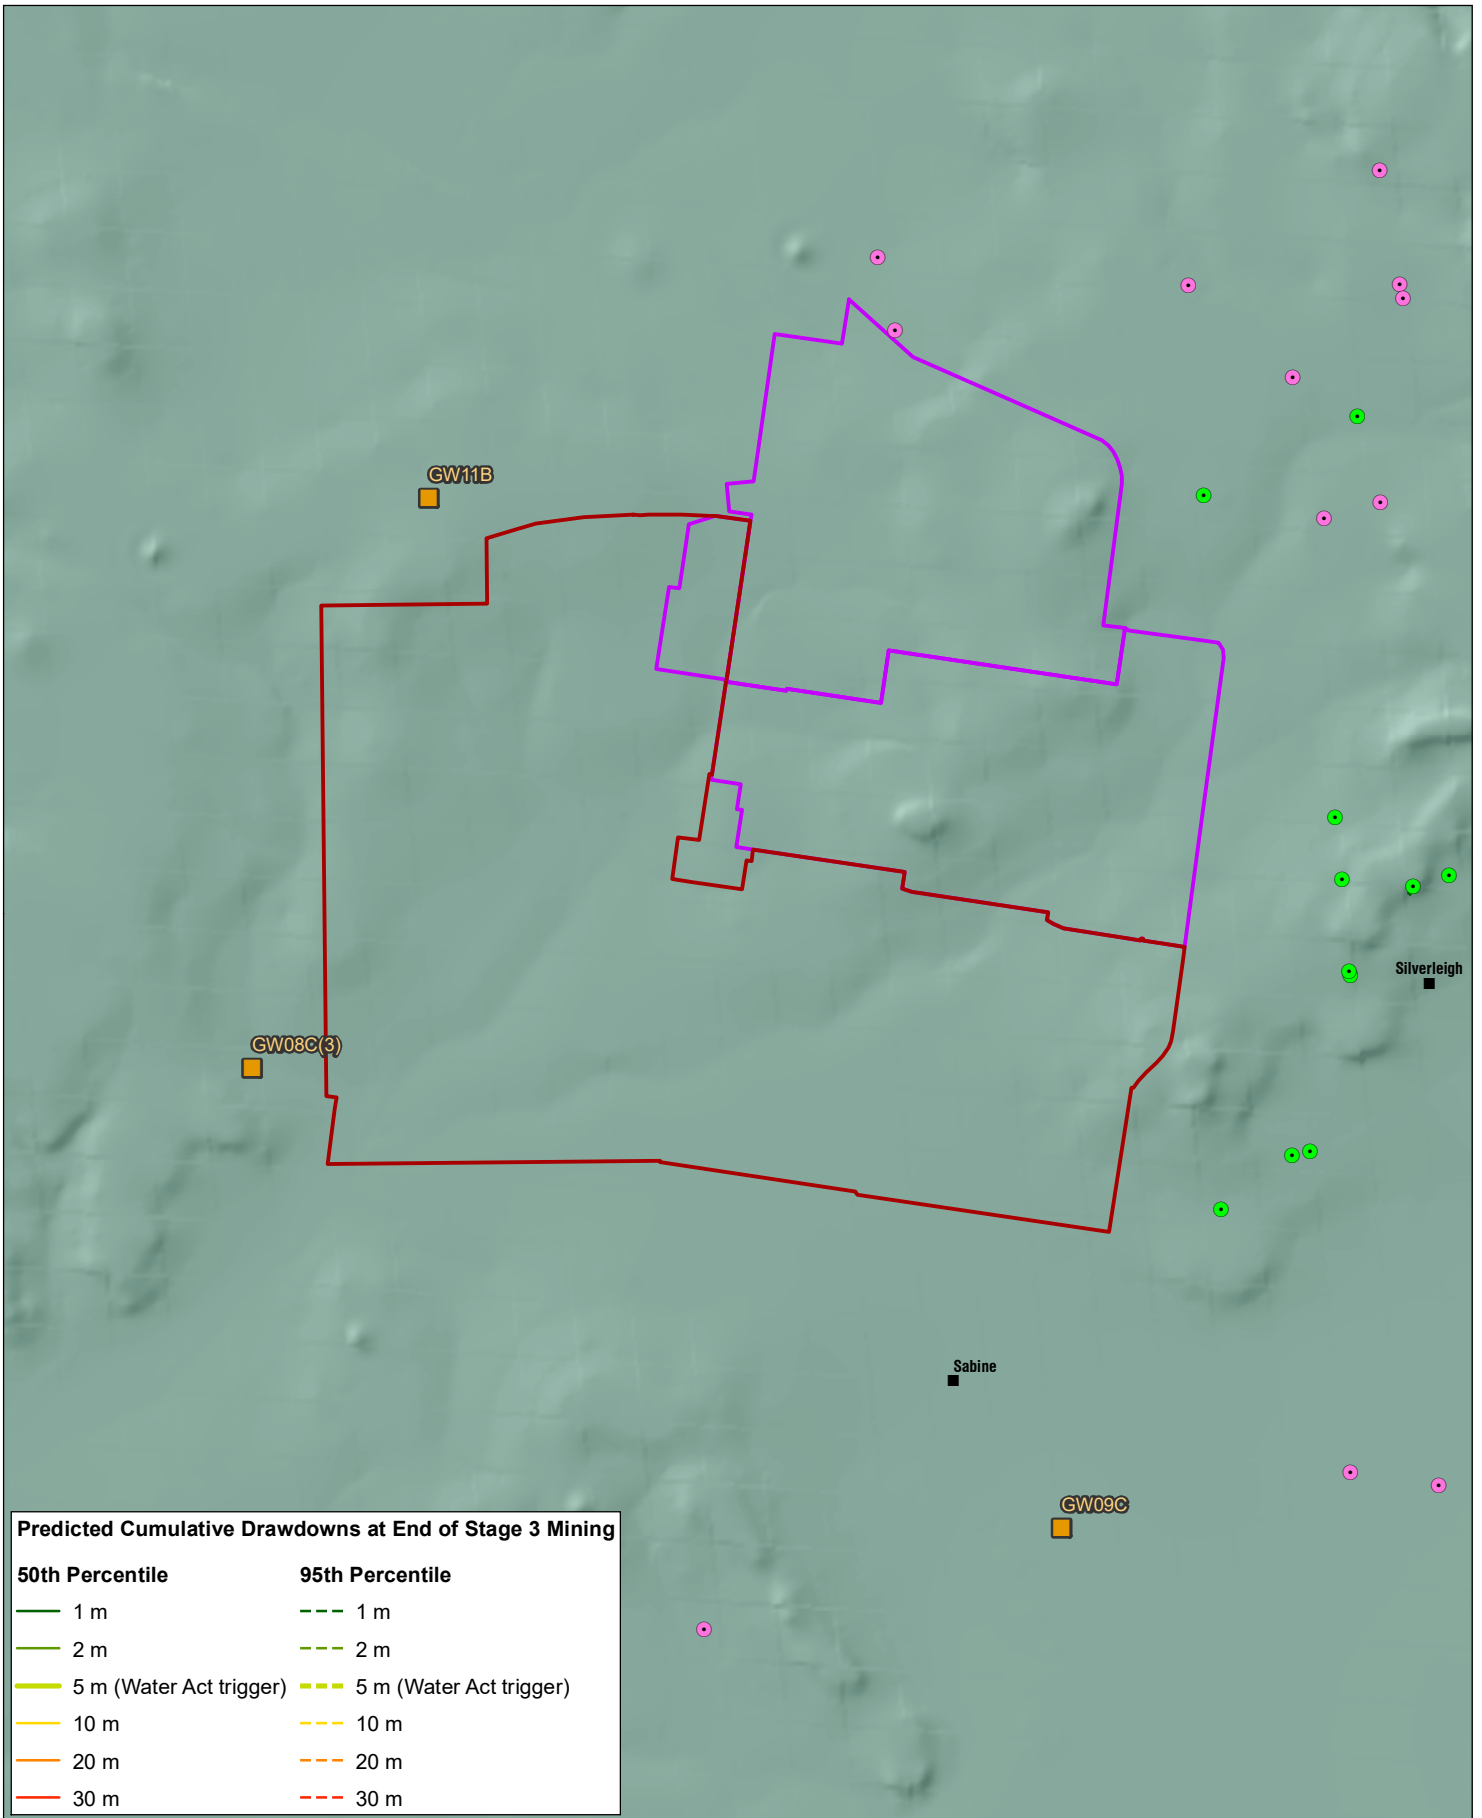 GW11B
Silverleigh
GW08C(3)
Sabine
GW09C
Predicted Cumulative Drawdowns at End of Stage 3 Mining
50th Percentile 95th Percentile
1 m 1 m
2 m 2 m
5 m (Water Act trigger) 5 m (Water Act trigger)
10 m 10 m
20 m 20 m
30 m 30 m